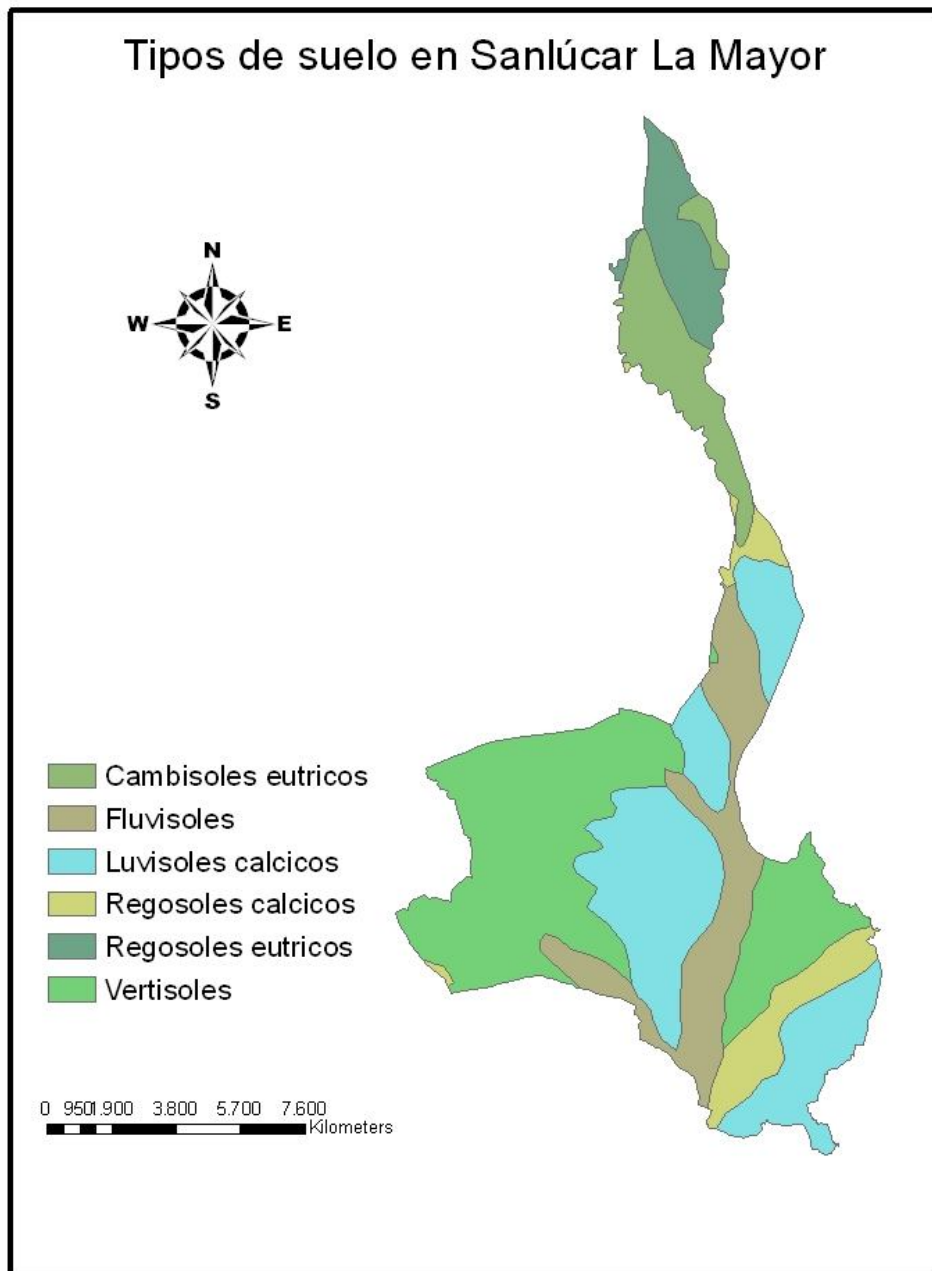 Tipos de suelo en Sanlúcar La Mayor
N
W E
S
Cambisoles eutricos
Fluvisoles
Luvisoles calcicos
Regosoles calcicos
Regosoles eutricos
Vertisoles
0 950 1.900 3.800 5.700 7.600
Kilometers